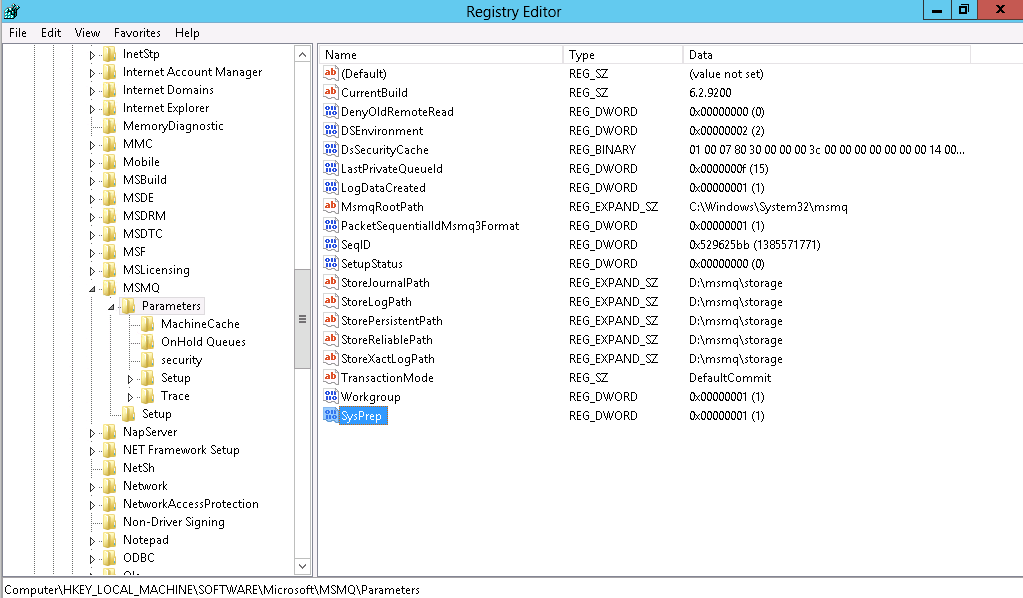 Registry Editor
File Edit View Favorites Help
InetStp
Internet Account Manager
Internet Domains
Internet Explorer
MemoryDiagnostic
MMC
Mobile
MSBuild
MSDE
MSDRM
MSDTC
MSF
MSLicensing
MSMQ
Parameters
MachineCache
OnHold Queues
security
Setup
Trace
Setup
NapServer
NET Framework Setup
NetSh
Network
NetworkAccessProtection
Non-Driver Signing
Notepad
ODBC
Name Type Data
(Default) REG_SZ (value not set)
CurrentBuild REG_SZ 6.2.9200
DenyOldRemoteRead REG_DWORD 0x00000000 (0)
DSEnvironment REG_DWORD 0x00000002 (2)
DsSecurityCache REG_BINARY 01 00 07 80 30 00 00 00 3c 00 00 00 00 00 00 00 14 00...
LastPrivateQueueId REG_DWORD 0x0000000f (15)
LogDataCreated REG_DWORD 0x00000001 (1)
MsmqRootPath REG_EXPAND_SZ C:\Windows\System32\msmq
PacketSequentialIdMsmq3Format REG_DWORD 0x00000001 (1)
SeqID REG_DWORD 0x529625bb (1385571771)
SetupStatus REG_DWORD 0x00000000 (0)
StoreJournalPath REG_EXPAND_SZ D:\msmq\storage
StoreLogPath REG_EXPAND_SZ D:\msmq\storage
StorePersistentPath REG_EXPAND_SZ D:\msmq\storage
StoreReliablePath REG_EXPAND_SZ D:\msmq\storage
StoreXactLogPath REG_EXPAND_SZ D:\msmq\storage
TransactionMode REG_SZ DefaultCommit
Workgroup REG_DWORD 0x00000001 (1)
SysPrep REG_DWORD 0x00000001 (1)
Computer\HKEY_LOCAL_MACHINE\SOFTWARE\Microsoft\MSMQ\Parameters